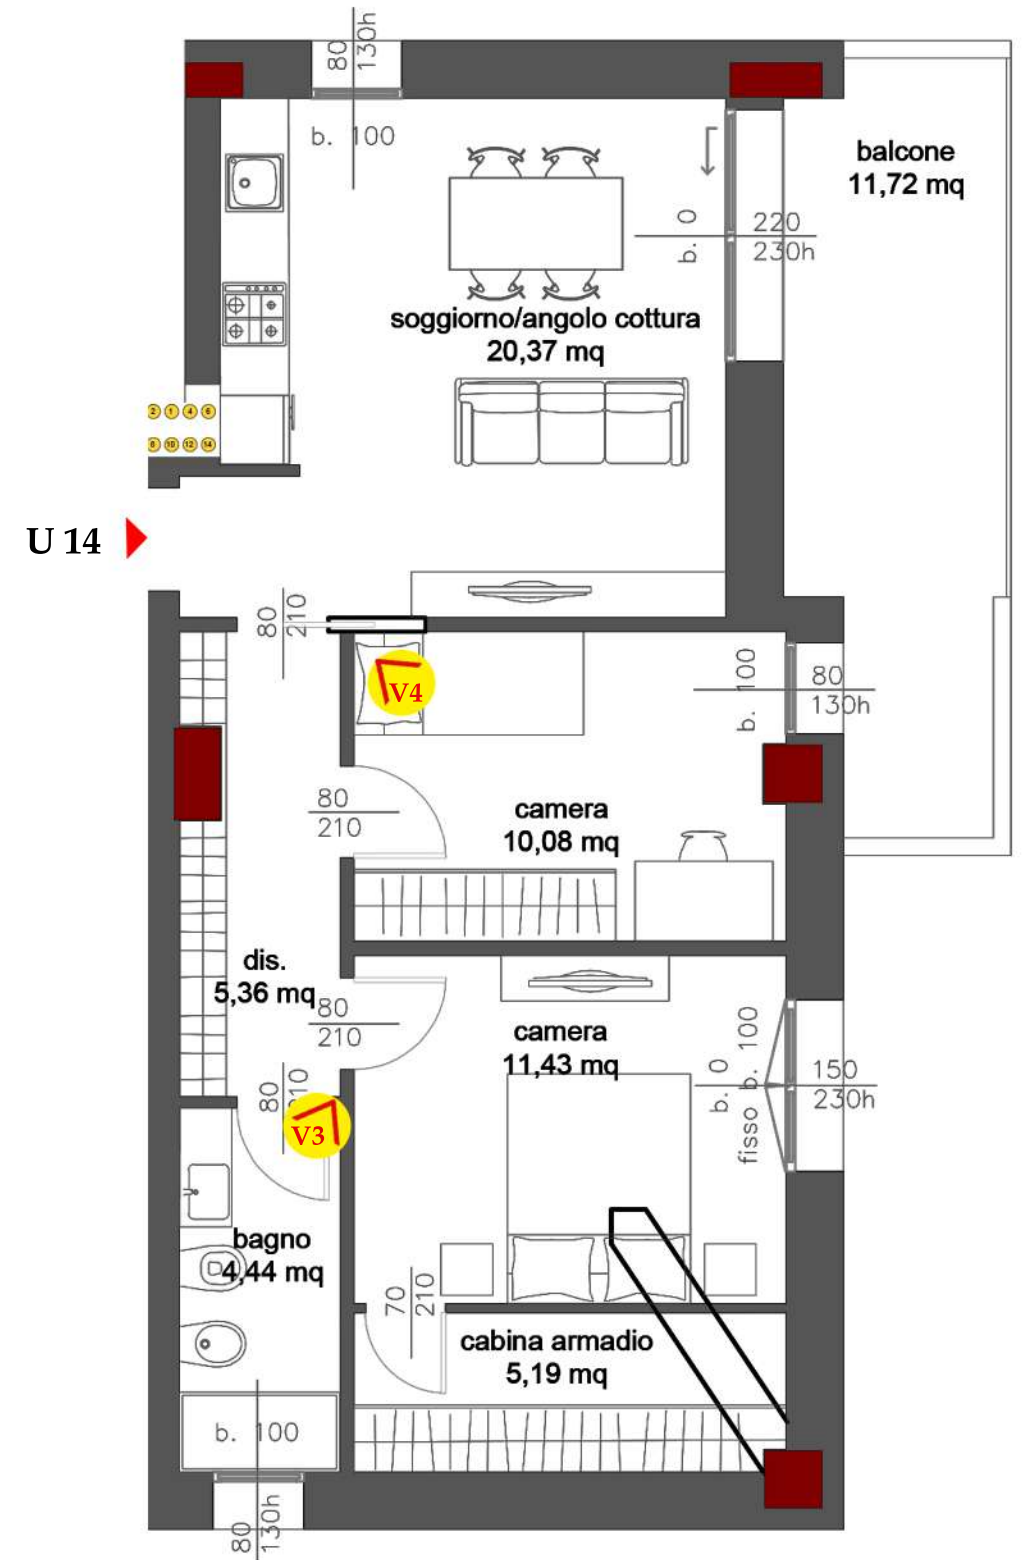 80
130h
b. 100
balcone
11,72 mq
b. 0
220
230h
soggiorno/angolo cottura
20,37 mq
2 1 4 6
8 10 12 14
U 14
80
210
V4
b. 100
80
130h
80
210
camera
10,08 mq
dis.
5,36 mq
80
210
camera
11,43 mq
b. 0
fisso b. 100
150
230h
80
210
V3
bagno
4,44 mq
70
210
cabina armadio
5,19 mq
b. 100
80
130h